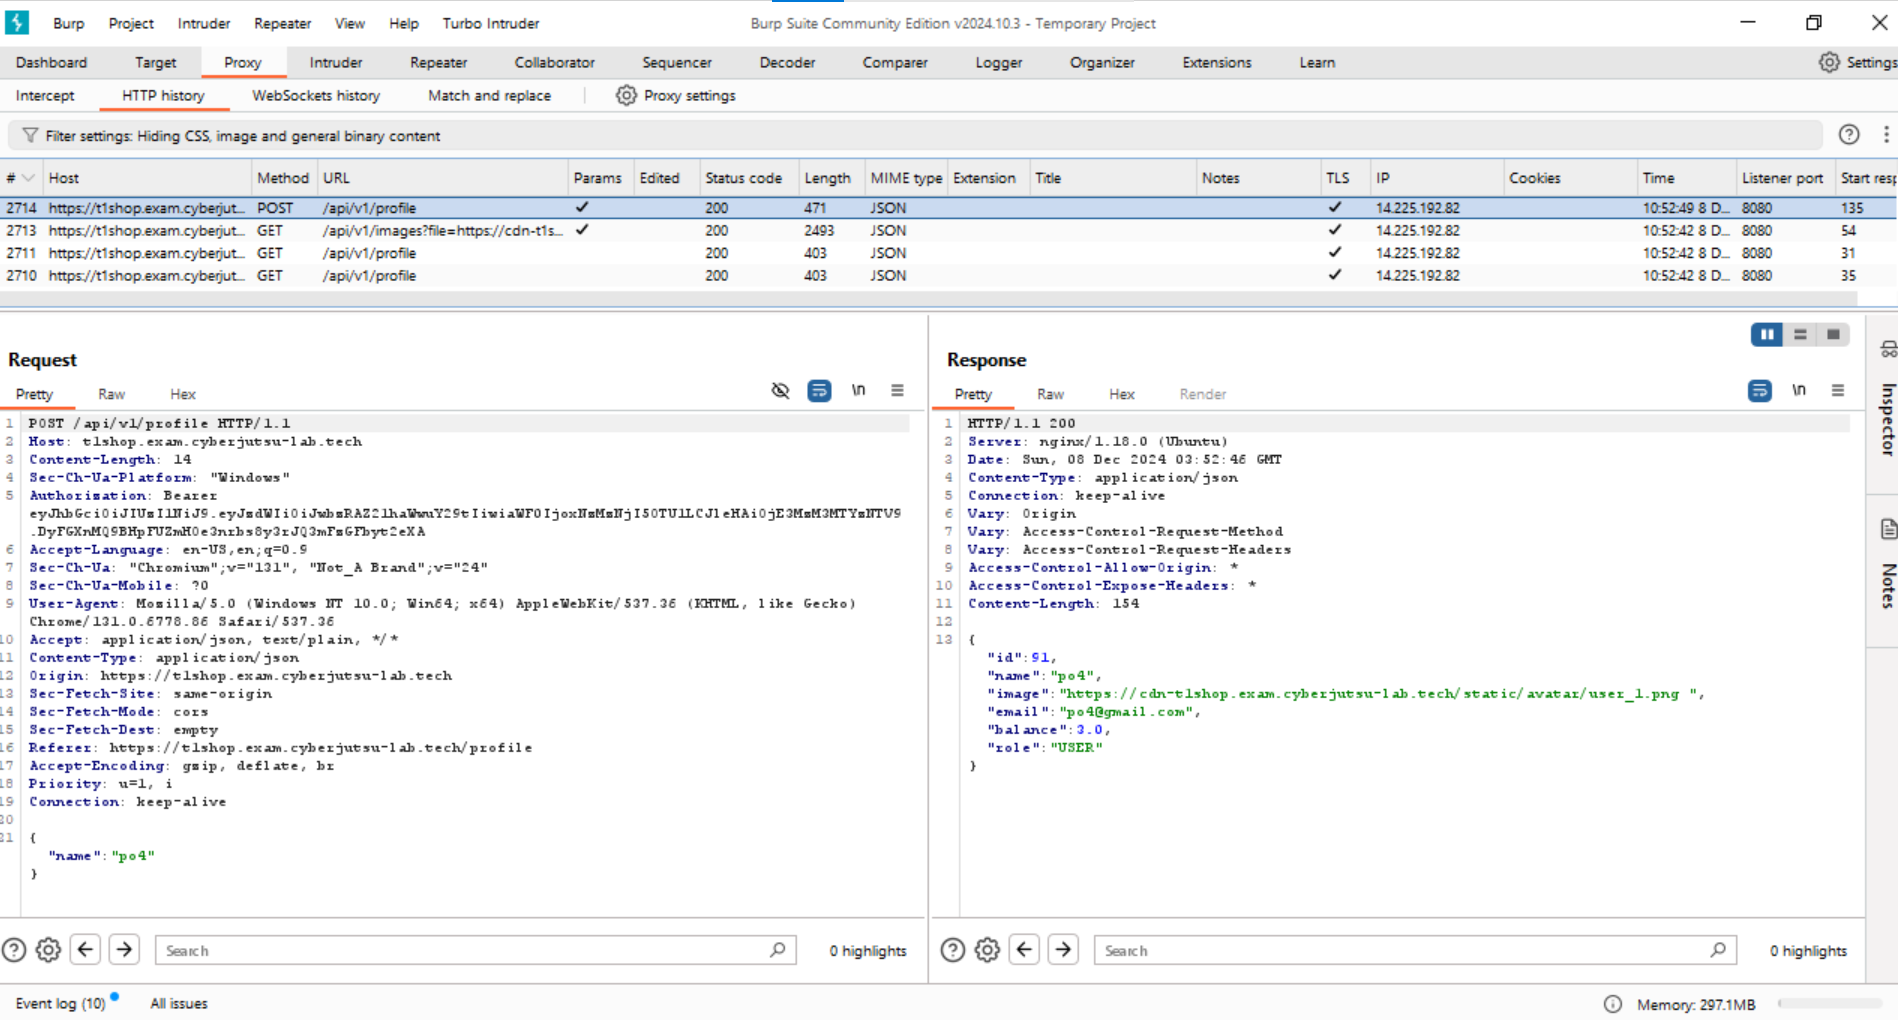 Burp Project Intruder Repeater View Help Turbo Intruder Burp Suite Community Edition v2024.10.3 - Temporary Project
Dashboard Target Proxy Intruder Repeater Collaborator Sequencer Decoder Comparer Logger Organizer Extensions Learn Settings
Intercept HTTP history WebSockets history Match and replace Proxy settings
Filter settings: Hiding CSS, image and general binary content
# Host Method URL Params Edited Status code Length MIME type Extension Title Notes TLS IP Cookies Time Listener port Start resp
2714 https://t1shop.exam.cyberjut... POST /api/v1/profile ✓ 200 471 JSON ✓ 14.225.192.82 10:52:49 8 D... 8080 135
2713 https://t1shop.exam.cyberjut... GET /api/v1/images?file=https://cdn-t1s... ✓ 200 2493 JSON ✓ 14.225.192.82 10:52:42 8 D... 8080 54
2711 https://t1shop.exam.cyberjut... GET /api/v1/profile 200 403 JSON ✓ 14.225.192.82 10:52:42 8 D... 8080 31
2710 https://t1shop.exam.cyberjut... GET /api/v1/profile 200 403 JSON ✓ 14.225.192.82 10:52:42 8 D... 8080 35
Request
Pretty Raw Hex \n
1 POST /api/v1/profile HTTP/1.1
2 Host: t1shop.exam.cyberjutsu-lab.tech
3 Content-Length: 14
4 Sec-Ch-Ua-Platform: "Windows"
5 Authorization: Bearer
6 Accept-Language: en-US,en;q=0.9
7 Sec-Ch-Ua: "Chromium";v="131", "Not_A Brand";v="24"
8 Sec-Ch-Ua-Mobile: ?0
9 User-Agent: Mozilla/5.0 (Windows NT 10.0; Win64; x64) AppleWebKit/537.36 (KHTML, like Gecko)
Chrome/131.0.6778.86 Safari/537.36
10 Accept: application/json, text/plain, */*
11 Content-Type: application/json
12 Origin: https://t1shop.exam.cyberjutsu-lab.tech
13 Sec-Fetch-Site: same-origin
14 Sec-Fetch-Mode: cors
15 Sec-Fetch-Dest: empty
16 Referer: https://t1shop.exam.cyberjutsu-lab.tech/profile
17 Accept-Encoding: gzip, deflate, br
18 Priority: u=1, i
19 Connection: keep-alive
20
21 {
"name":"po4"
}
Search 0 highlights
Response
Pretty Raw Hex Render \n
1 HTTP/1.1 200
2 Server: nginx/1.18.0 (Ubuntu)
3 Date: Sun, 08 Dec 2024 03:52:46 GMT
4 Content-Type: application/json
5 Connection: keep-alive
6 Vary: Origin
7 Vary: Access-Control-Request-Method
8 Vary: Access-Control-Request-Headers
9 Access-Control-Allow-Origin: *
10 Access-Control-Expose-Headers: *
11 Content-Length: 154
12
13 {
"id":91,
"name":"po4",
"image":"https://cdn-t1shop.exam.cyberjutsu-lab.tech/static/avatar/user_1.png ",
"email":"po4@gmail.com",
"balance":3.0,
"role":"USER"
}
Search 0 highlights
Inspector
Notes
Event log (10) All issues Memory: 297.1MB